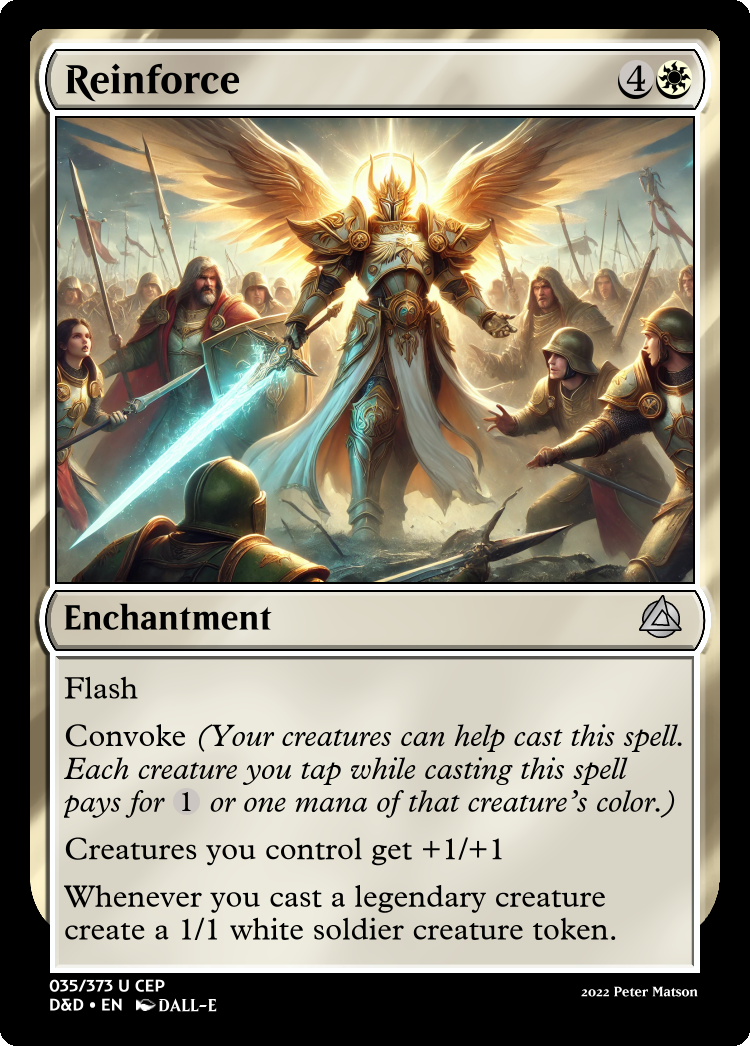 Reinforce 4
Enchantment
Flash
Convoke (Your creatures can help cast this spell.
Each creature you tap while casting this spell
pays for 1 or one mana of that creature's color.)
Creatures you control get +1/+1
Whenever you cast a legendary creature
create a 1/1 white soldier creature token.
035/373 U CEP
D&D • EN DALL-E
2022 Peter Matson